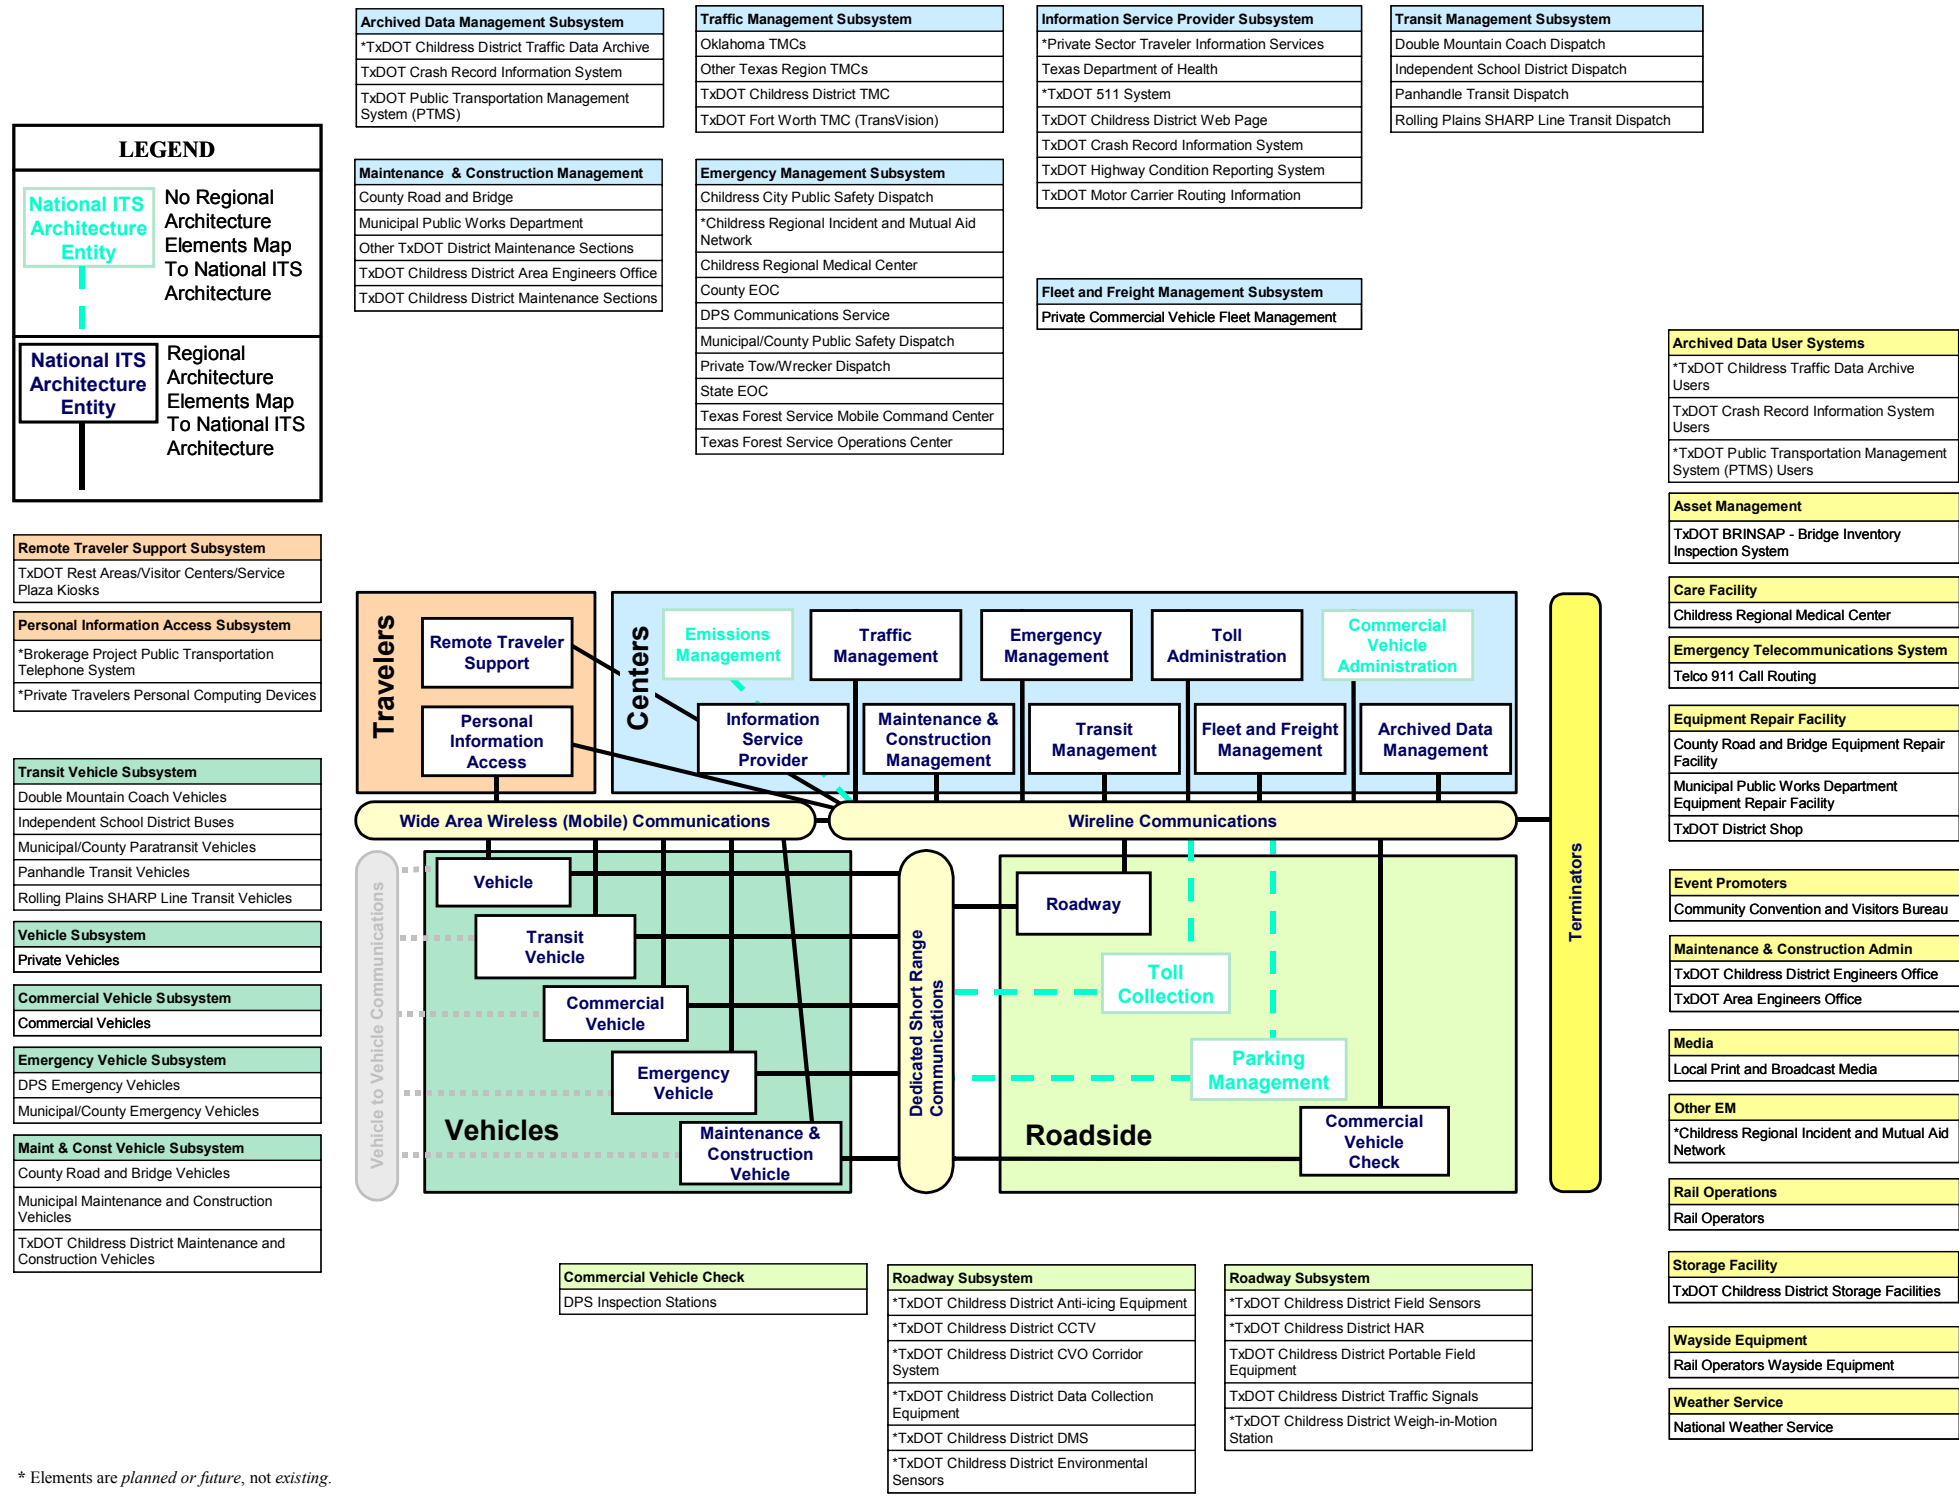 Archived Data Management Subsystem
*TxDOT Childress District Traffic Data Archive
TxDOT Crash Record Information System
TxDOT Public Transportation Management
System (PTMS)
Traffic Management Subsystem
Oklahoma TMCs
Other Texas Region TMCs
TxDOT Childress District TMC
TxDOT Fort Worth TMC (TransVision)
Information Service Provider Subsystem
*Private Sector Traveler Information Services
Texas Department of Health
*TxDOT 511 System
TxDOT Childress District Web Page
TxDOT Crash Record Information System
TxDOT Highway Condition Reporting System
TxDOT Motor Carrier Routing Information
Transit Management Subsystem
Double Mountain Coach Dispatch
Independent School District Dispatch
Panhandle Transit Dispatch
Rolling Plains SHARP Line Transit Dispatch
LEGEND
National ITS
Architecture
Entity
No Regional
Architecture
Elements Map
To National ITS
Architecture
National ITS
Architecture
Entity
Regional
Architecture
Elements Map
To National ITS
Architecture
Maintenance & Construction Management
County Road and Bridge
Municipal Public Works Department
Other TxDOT District Maintenance Sections
TxDOT Childress District Area Engineers Office
TxDOT Childress District Maintenance Sections
Emergency Management Subsystem
Childress City Public Safety Dispatch
*Childress Regional Incident and Mutual Aid
Network
Childress Regional Medical Center
County EOC
DPS Communications Service
Municipal/County Public Safety Dispatch
Private Tow/Wrecker Dispatch
State EOC
Texas Forest Service Mobile Command Center
Texas Forest Service Operations Center
Fleet and Freight Management Subsystem
Private Commercial Vehicle Fleet Management
Remote Traveler Support Subsystem
TxDOT Rest Areas/Visitor Centers/Service
Plaza Kiosks
Personal Information Access Subsystem
*Brokerage Project Public Transportation
Telephone System
*Private Travelers Personal Computing Devices
Transit Vehicle Subsystem
Double Mountain Coach Vehicles
Independent School District Buses
Municipal/County Paratransit Vehicles
Panhandle Transit Vehicles
Rolling Plains SHARP Line Transit Vehicles
Vehicle Subsystem
Private Vehicles
Commercial Vehicle Subsystem
Commercial Vehicles
Emergency Vehicle Subsystem
DPS Emergency Vehicles
Municipal/County Emergency Vehicles
Maint & Const Vehicle Subsystem
County Road and Bridge Vehicles
Municipal Maintenance and Construction
Vehicles
TxDOT Childress District Maintenance and
Construction Vehicles
Travelers
Remote Traveler
Support
Personal
Information
Access
Centers
Emissions
Management
Traffic
Management
Emergency
Management
Toll
Administration
Commercial
Vehicle
Administration
Information
Service
Provider
Maintenance &
Construction
Management
Transit
Management
Fleet and Freight
Management
Archived Data
Management
Wide Area Wireless (Mobile) Communications
Wireline Communications
Vehicle to Vehicle Communications
Vehicle
Transit
Vehicle
Commercial
Vehicle
Emergency
Vehicle
Maintenance &
Construction
Vehicle
Vehicles
Dedicated Short Range
Communications
Roadway
Toll
Collection
Parking
Management
Commercial
Vehicle
Check
Roadside
Terminators
Archived Data User Systems
*TxDOT Childress Traffic Data Archive
Users
TxDOT Crash Record Information System
Users
*TxDOT Public Transportation Management
System (PTMS) Users
Asset Management
TxDOT BRINSAP - Bridge Inventory
Inspection System
Care Facility
Childress Regional Medical Center
Emergency Telecommunications System
Telco 911 Call Routing
Equipment Repair Facility
County Road and Bridge Equipment Repair
Facility
Municipal Public Works Department
Equipment Repair Facility
TxDOT District Shop
Event Promoters
Community Convention and Visitors Bureau
Maintenance & Construction Admin
TxDOT Childress District Engineers Office
TxDOT Area Engineers Office
Media
Local Print and Broadcast Media
Other EM
*Childress Regional Incident and Mutual Aid
Network
Rail Operations
Rail Operators
Storage Facility
TxDOT Childress District Storage Facilities
Wayside Equipment
Rail Operators Wayside Equipment
Weather Service
National Weather Service
Commercial Vehicle Check
DPS Inspection Stations
Roadway Subsystem
*TxDOT Childress District Anti-icing Equipment
*TxDOT Childress District CCTV
*TxDOT Childress District CVO Corridor
System
*TxDOT Childress District Data Collection
Equipment
*TxDOT Childress District DMS
*TxDOT Childress District Environmental
Sensors
Roadway Subsystem
*TxDOT Childress District Field Sensors
*TxDOT Childress District HAR
TxDOT Childress District Portable Field
Equipment
TxDOT Childress District Traffic Signals
*TxDOT Childress District Weigh-in-Motion
Station
* Elements are planned or future, not existing.